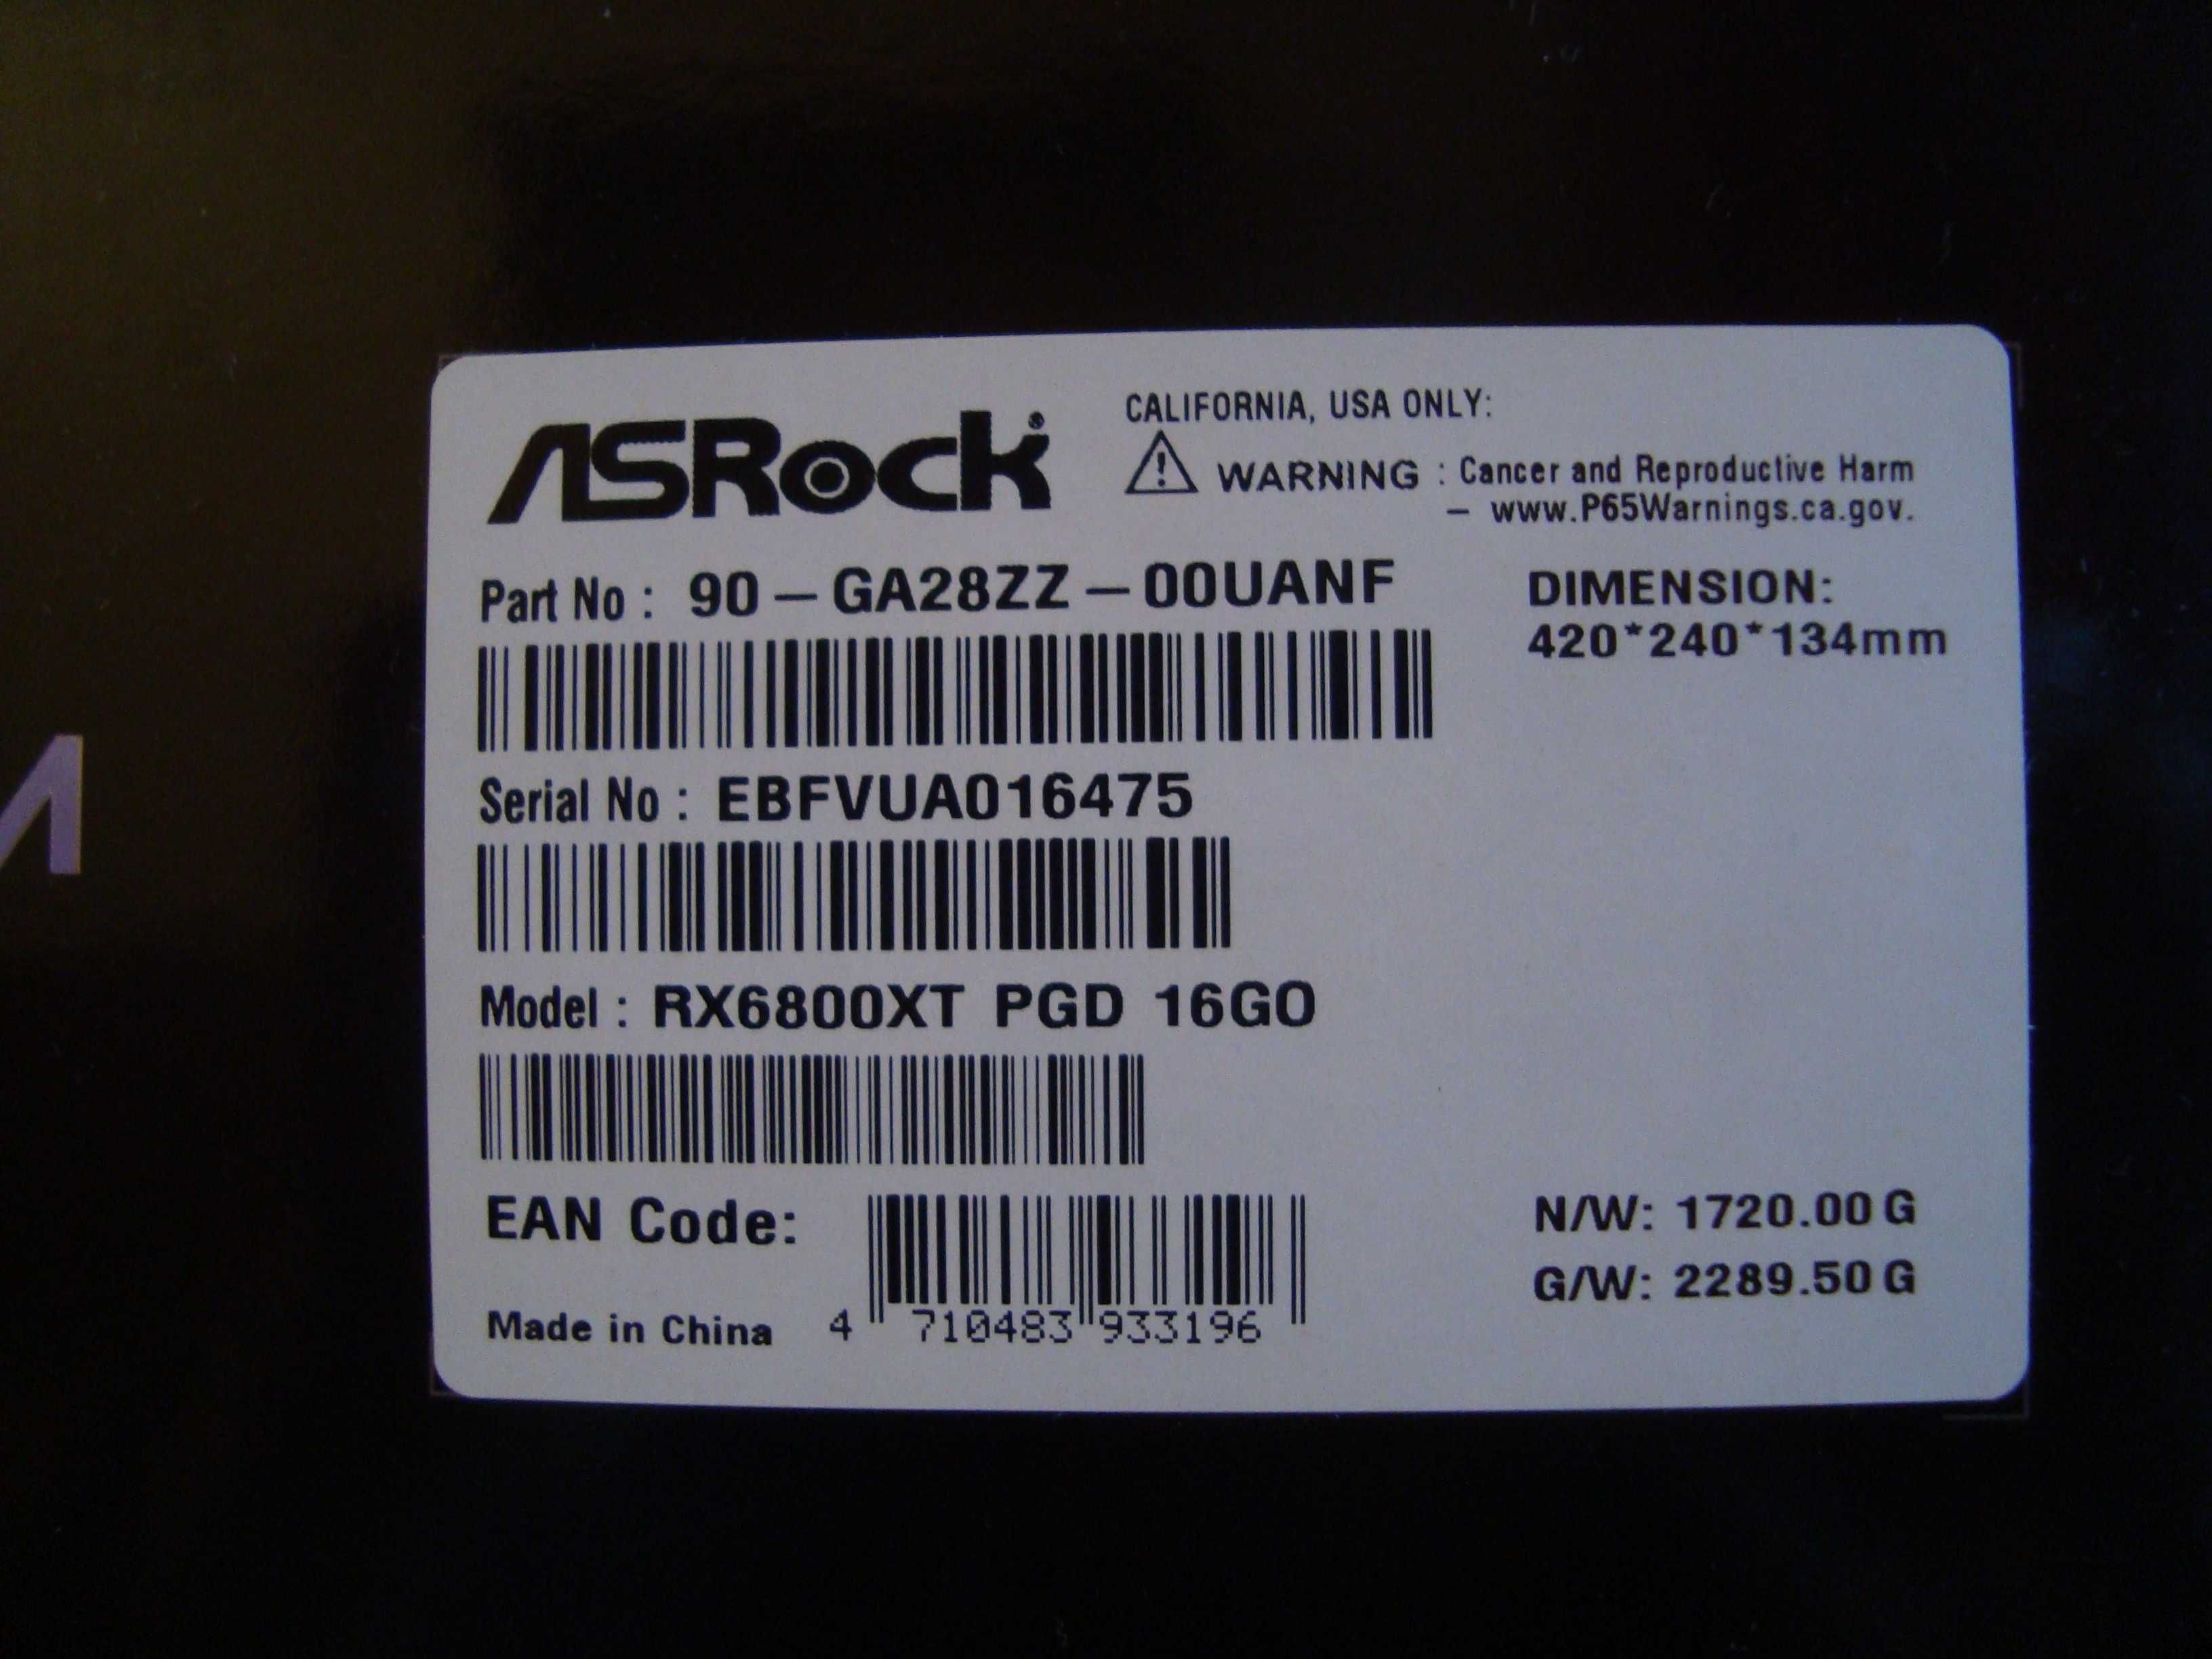 ASRock
CALIFORNIA, USA ONLY:
WARNING : Cancer and Reproductive Harm
– www.P65Warnings.ca.gov.
Part No : 90–GA28ZZ–00UANF
DIMENSION:
420*240*134mm
Serial No : EBFVUA016475
Model : RX6800XT PGD 16GO
EAN Code:
4 710483 933196
Made in China
N/W: 1720.00 G
G/W: 2289.50 G